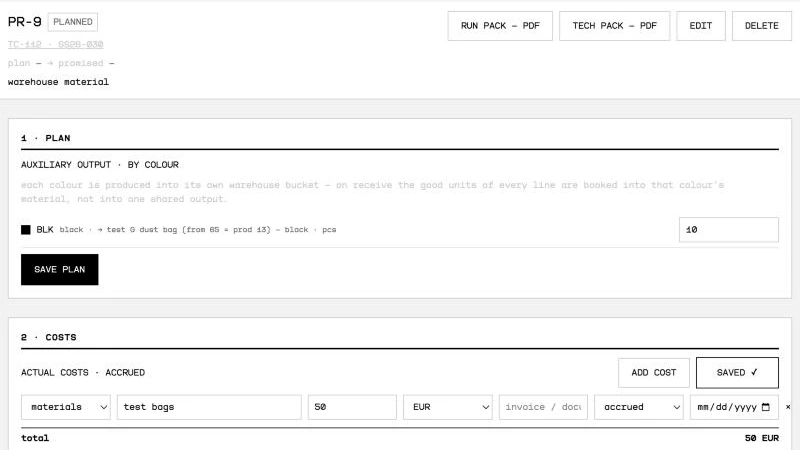 PR-9 PLANNED
RUN PACK — PDF
TECH PACK — PDF
EDIT
DELETE
TC-112 · SS26-030
plan — → promised —
warehouse material
1 · PLAN
AUXILIARY OUTPUT · BY COLOUR
each colour is produced into its own warehouse bucket — on receive the good units of every line are booked into that colour's
material, not into one shared output.
BLK black · → test G dust bag (from 65 = prod 13) — black · pcs
10
SAVE PLAN
2 · COSTS
ACTUAL COSTS · ACCRUED
ADD COST
SAVED ✓
materials
test bags
50
EUR
invoice / docu
accrued
mm/dd/yyyy
×
total
50 EUR